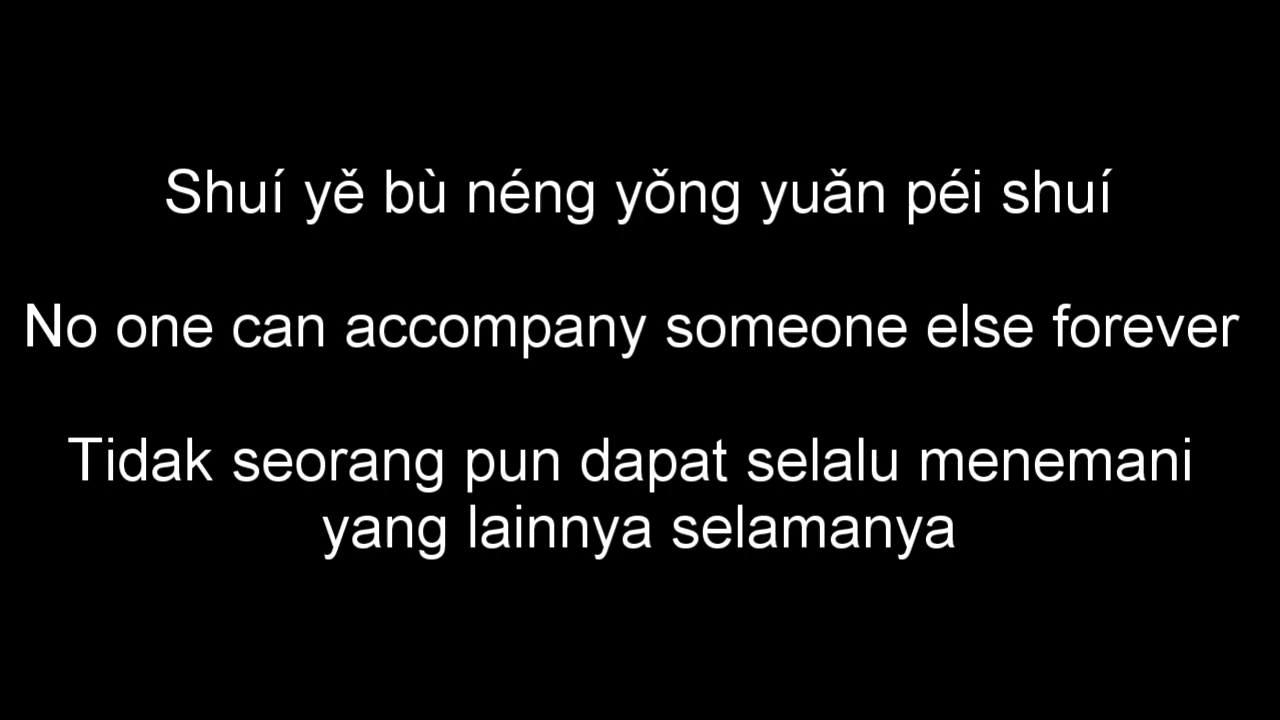 Shuí yě bù néng yǒng yuǎn péi shuí
No one can accompany someone else forever
Tidak seorang pun dapat selalu menemani
yang lainnya selamanya